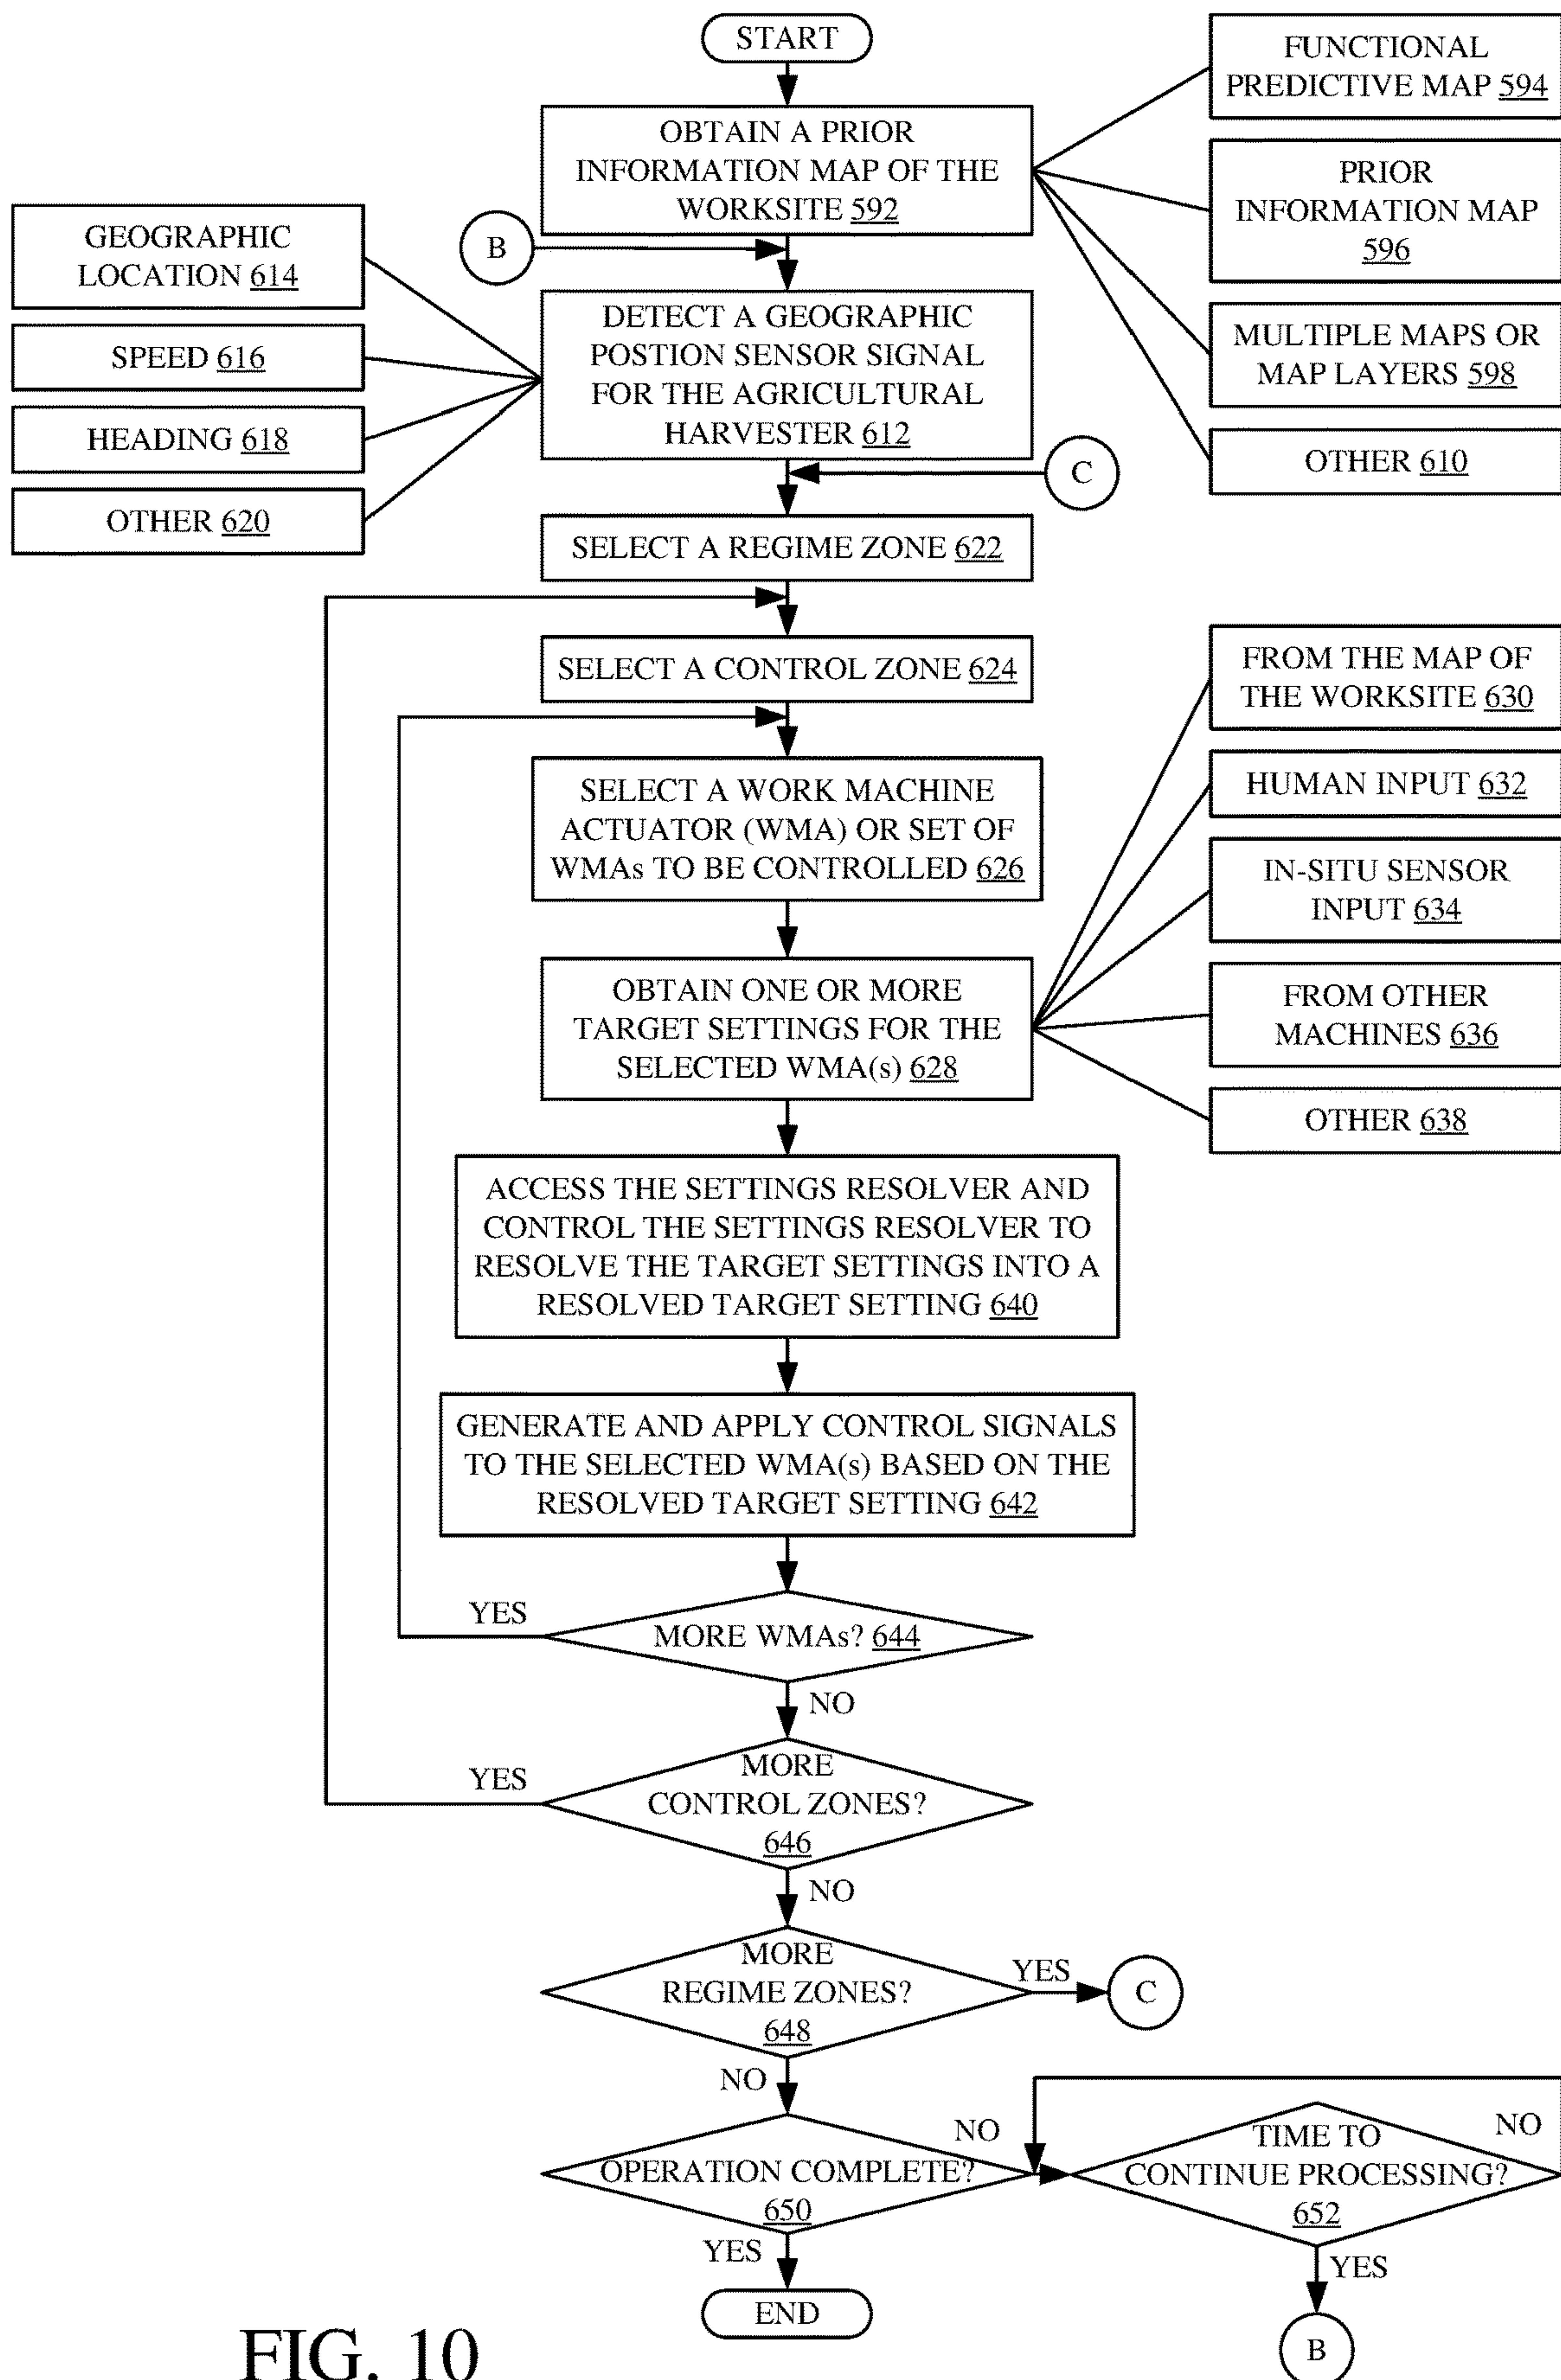 START
OBTAIN A PRIOR
INFORMATION MAP OF THE
WORKSITE 592
FUNCTIONAL
PREDICTIVE MAP 594
PRIOR
INFORMATION MAP
596
MULTIPLE MAPS OR
MAP LAYERS 598
OTHER 610
B
DETECT A GEOGRAPHIC
POSTION SENSOR SIGNAL
FOR THE AGRICULTURAL
HARVESTER 612
GEOGRAPHIC
LOCATION 614
SPEED 616
HEADING 618
OTHER 620
C
SELECT A REGIME ZONE 622
SELECT A CONTROL ZONE 624
SELECT A WORK MACHINE
ACTUATOR (WMA) OR SET OF
WMAs TO BE CONTROLLED 626
OBTAIN ONE OR MORE
TARGET SETTINGS FOR THE
SELECTED WMA(s) 628
FROM THE MAP OF
THE WORKSITE 630
HUMAN INPUT 632
IN-SITU SENSOR
INPUT 634
FROM OTHER
MACHINES 636
OTHER 638
ACCESS THE SETTINGS RESOLVER AND
CONTROL THE SETTINGS RESOLVER TO
RESOLVE THE TARGET SETTINGS INTO A
RESOLVED TARGET SETTING 640
GENERATE AND APPLY CONTROL SIGNALS
TO THE SELECTED WMA(s) BASED ON THE
RESOLVED TARGET SETTING 642
YES
MORE WMAs? 644
NO
YES
MORE
CONTROL ZONES?
646
NO
MORE
REGIME ZONES?
648
YES
C
NO
OPERATION COMPLETE?
650
NO
TIME TO
CONTINUE PROCESSING?
652
NO
YES
END
YES
B
FIG. 10